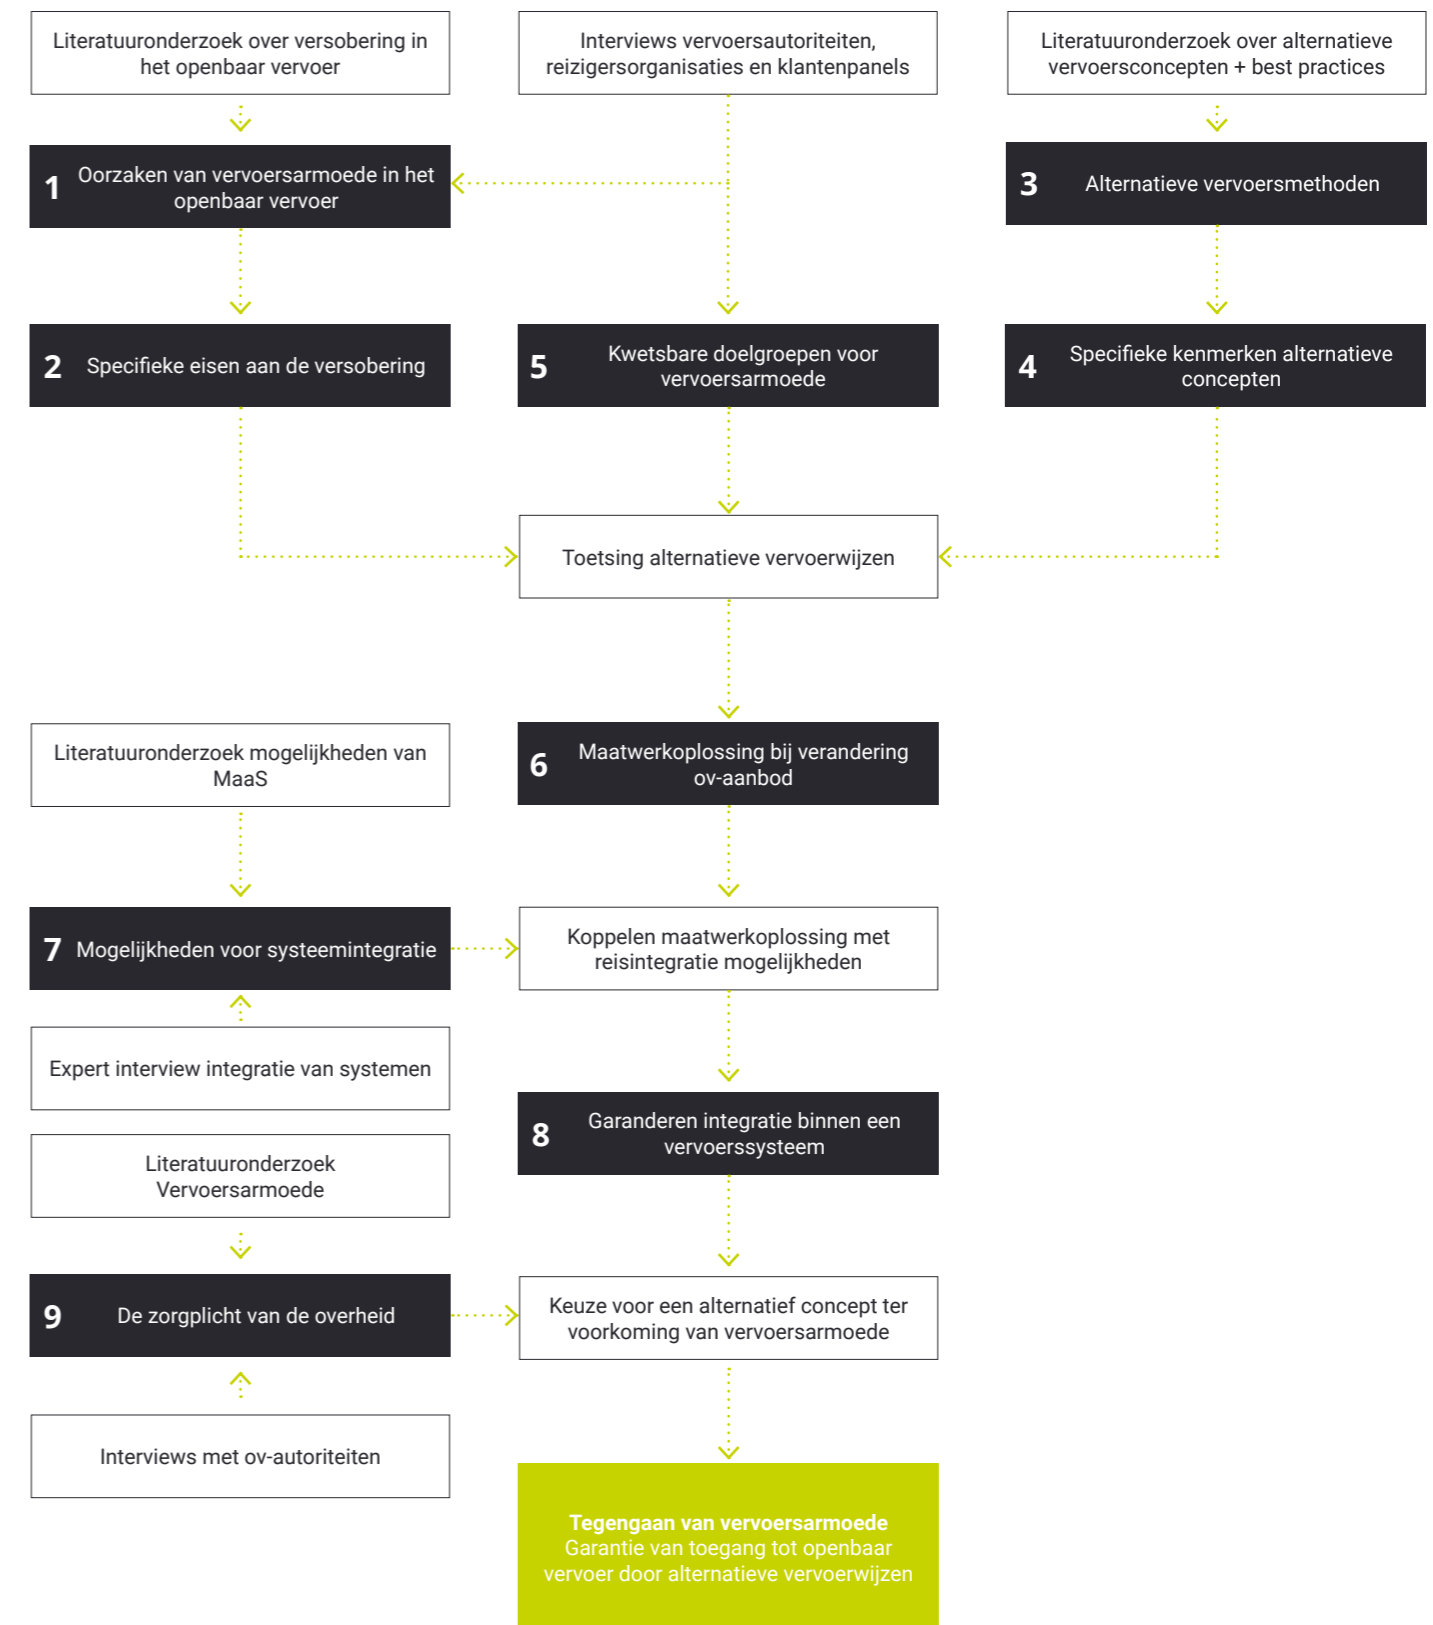 Literatuuronderzoek over versobering in
het openbaar vervoer
Interviews vervoersautoriteiten,
reizigersorganisaties en klantenpanels
Literatuuronderzoek over alternatieve
vervoersconcepten + best practices
1
Oorzaken van vervoersarmoede in het
openbaar vervoer
3
Alternatieve vervoersmethoden
2
Specifieke eisen aan de versobering
5
Kwetsbare doelgroepen voor
vervoersarmoede
4
Specifieke kenmerken alternatieve
concepten
Toetsing alternatieve vervoerwijzen
Literatuuronderzoek mogelijkheden van
MaaS
6
Maatwerkoplossing bij verandering
ov-aanbod
7
Mogelijkheden voor systeemintegratie
Koppelen maatwerkoplossing met
reisintegratie mogelijkheden
Expert interview integratie van systemen
8
Garanderen integratie binnen een
vervoerssysteem
Literatuuronderzoek
Vervoersarmoede
9
De zorgplicht van de overheid
Keuze voor een alternatief concept ter
voorkoming van vervoersarmoede
Interviews met ov-autoriteiten
Tegengaan van vervoersarmoede
Garantie van toegang tot openbaar
vervoer door alternatieve vervoerwijzen